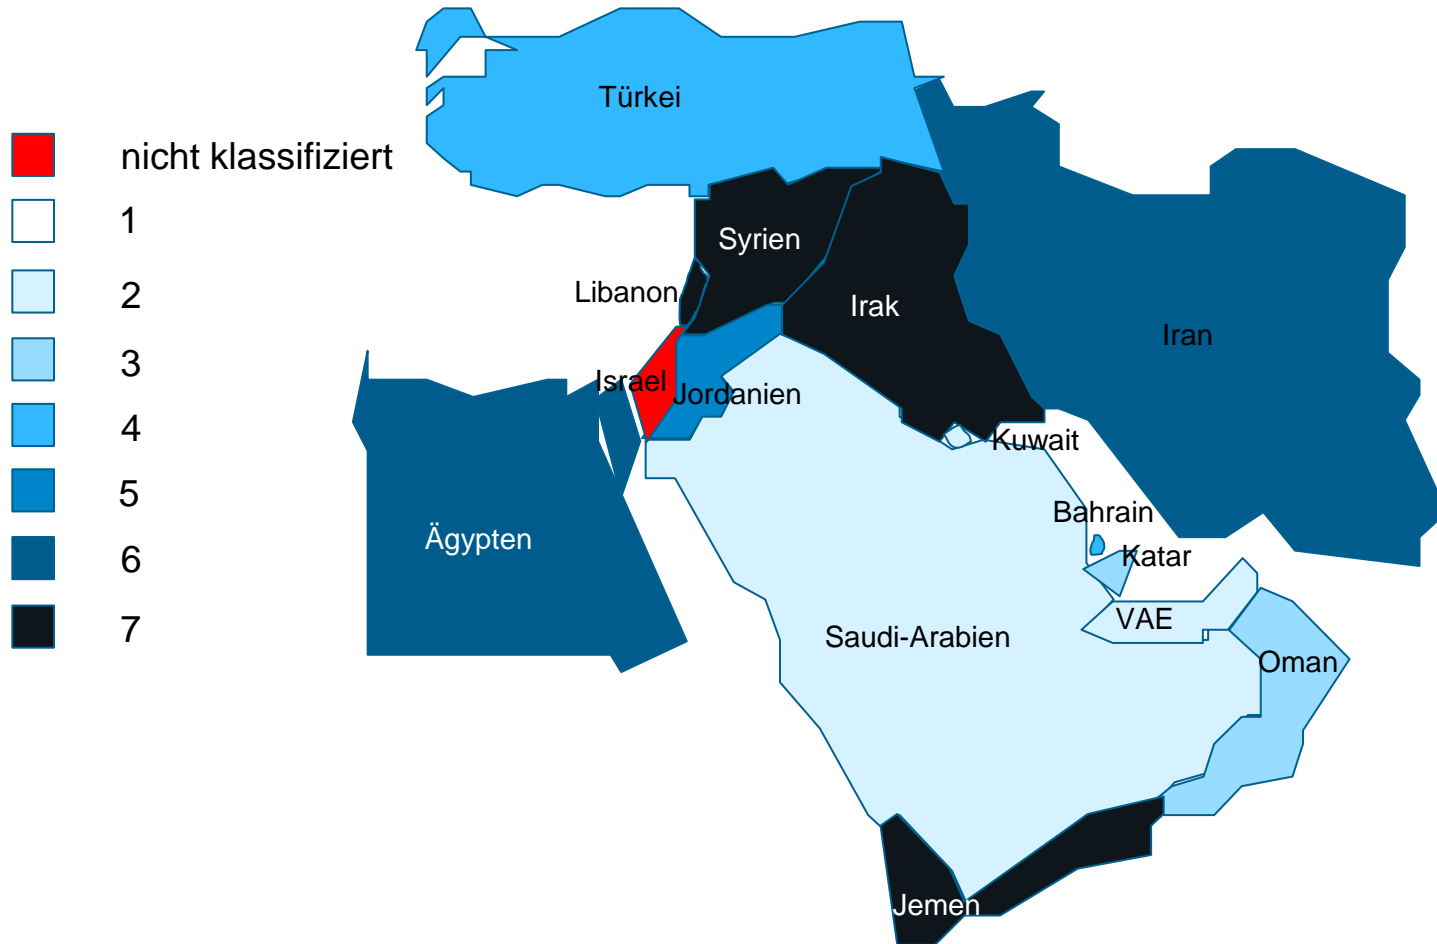 nicht klassifiziert
1
2
3
4
5
6
7
Türkei
Syrien
Libanon
Irak
Iran
Israel
Jordanien
Kuwait
Bahrain
Ägypten
Katar
VAE
Saudi-Arabien
Oman
Jemen